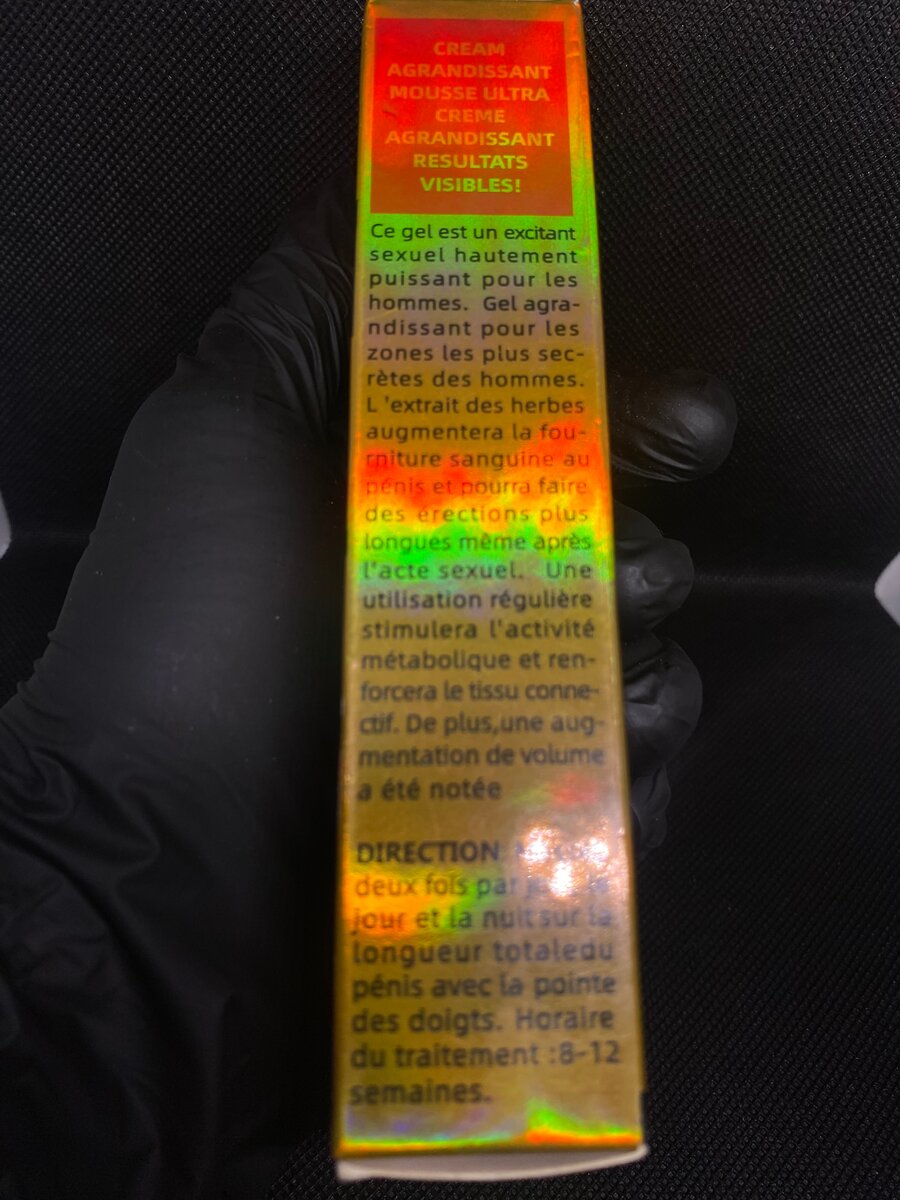 CREAM
AGRANDISSANT
MOUSSE ULTRA
CREME
AGRANDISSANT
RESULTATS
VISIBLES!
Ce gel est un excitant
sexuel hautement
puissant pour les
hommes. Gel agra-
ndissant pour les
zones les plus sec-
rètes des hommes.
L 'extrait des herbes
augmentera la fou-
rniture sanguine au
pénis et pourra faire
des érections plus
longues même après
l'acte sexuel. Une
utilisation régulière
stimulera l'activité
métabolique et ren-
forcera le tissu conne-
ctif. De plus,une aug-
mentation de volume
a été notée
DIRECTION
deux fois par
jour et la nuit sur la
longueur totaledu
pénis avec la pointe
des doigts. Horaire
du traitement :8-12
semaines.